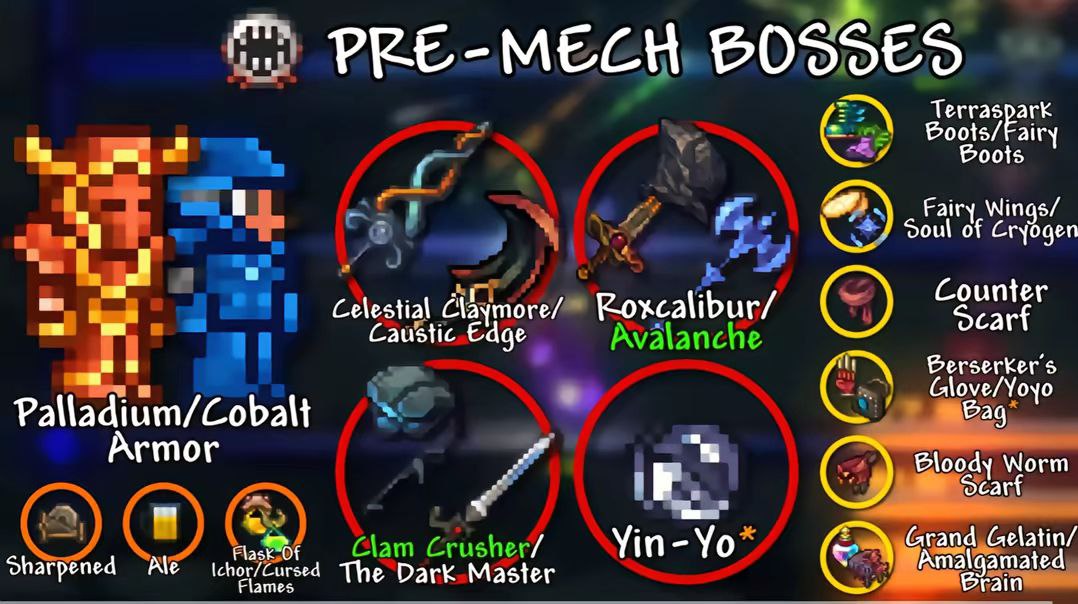 PRE-MECH BOSSES
Palladium/Cobalt
Armor
Sharpened
Ale
Flask Of
Ichor/Cursed
Flames
Celestial Claymore/
Caustic Edge
Roxcalibur/
Avalanche
Clam Crusher/
The Dark Master
Yin-Yo*
Terraspark
Boots/Fairy
Boots
Fairy Wings/
Soul of Cryogen
Counter
Scarf
Berserker's
Glove/Yoyo
Bag*
Bloody Worm
Scarf
Grand Gelatin/
Amalgamated
Brain